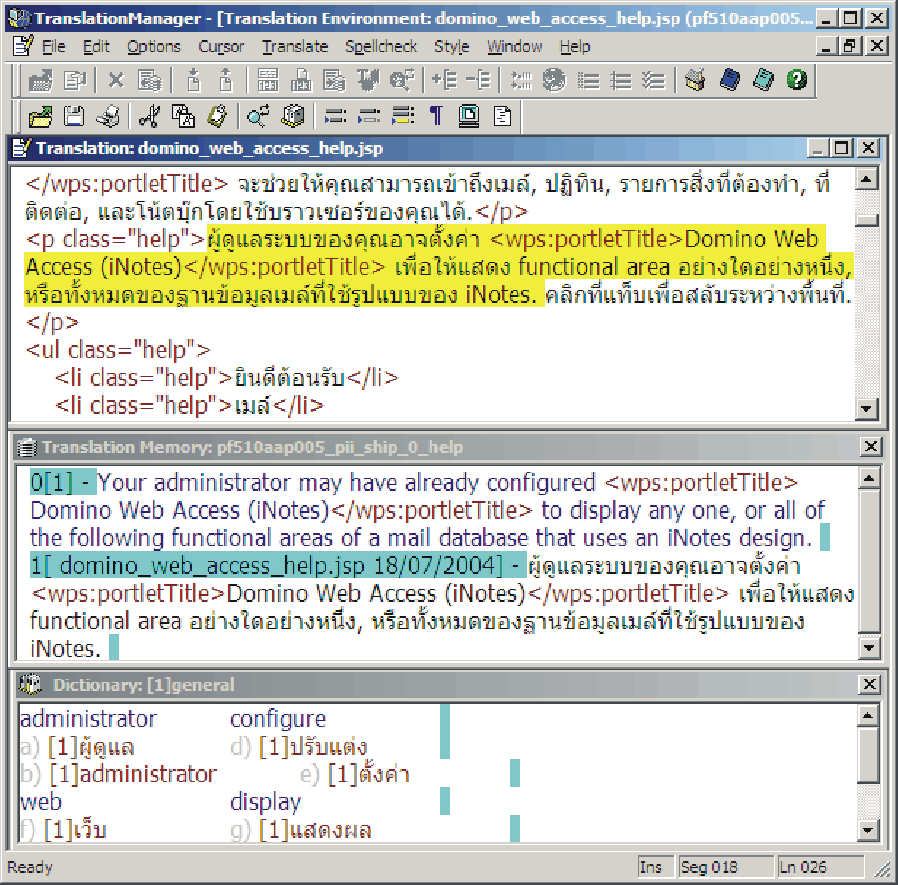 TranslationManager - [Translation Environment: domino_web_access_help.jsp (pf510aap005...
File Edit Options Cursor Translate Spellcheck Style Window Help
Translation: domino_web_access_help.jsp
</wps:portletTitle> จะช่วยให้คุณสามารถเข้าถึงเมล์, ปฏิทิน, รายการสิ่งที่ต้องทำ, ที่
ติดต่อ, และโน้ตบุ๊กโดยใช้บราวเซอร์ของคุณได้.</p>
<p class="help">ผู้ดูแลระบบของคุณอาจตั้งค่า <wps:portletTitle>Domino Web
Access (iNotes)</wps:portletTitle> เพื่อให้แสดง functional area อย่างใดอย่างหนึ่ง,
หรือทั้งหมดของฐานข้อมูลเมล์ที่ใช้รูปแบบของ iNotes. คลิกที่แท็บเพื่อสลับระหว่างพื้นที่.
</p>
<ul class="help">
<li class="help">ยินดีต้อนรับ</li>
<li class="help">เมล์</li>
Translation Memory: pf510aap005_pii_ship_0_help
0[1] - Your administrator may have already configured <wps:portletTitle>
Domino Web Access (iNotes)</wps:portletTitle> to display any one, or all of
the following functional areas of a mail database that uses an iNotes design.
1[ domino_web_access_help.jsp 18/07/2004] - ผู้ดูแลระบบของคุณอาจตั้งค่า
<wps:portletTitle>Domino Web Access (iNotes)</wps:portletTitle> เพื่อให้แสดง
functional area อย่างใดอย่างหนึ่ง, หรือทั้งหมดของฐานข้อมูลเมล์ที่ใช้รูปแบบของ
iNotes.
Dictionary: [1]general
administrator configure
a) [1]ผู้ดูแล d) [1]ปรับแต่ง
b) [1]administrator e) [1]ตั้งค่า
web display
f) [1]เว็บ g) [1]แสดงผล
Ready Ins Seg 018 Ln 026